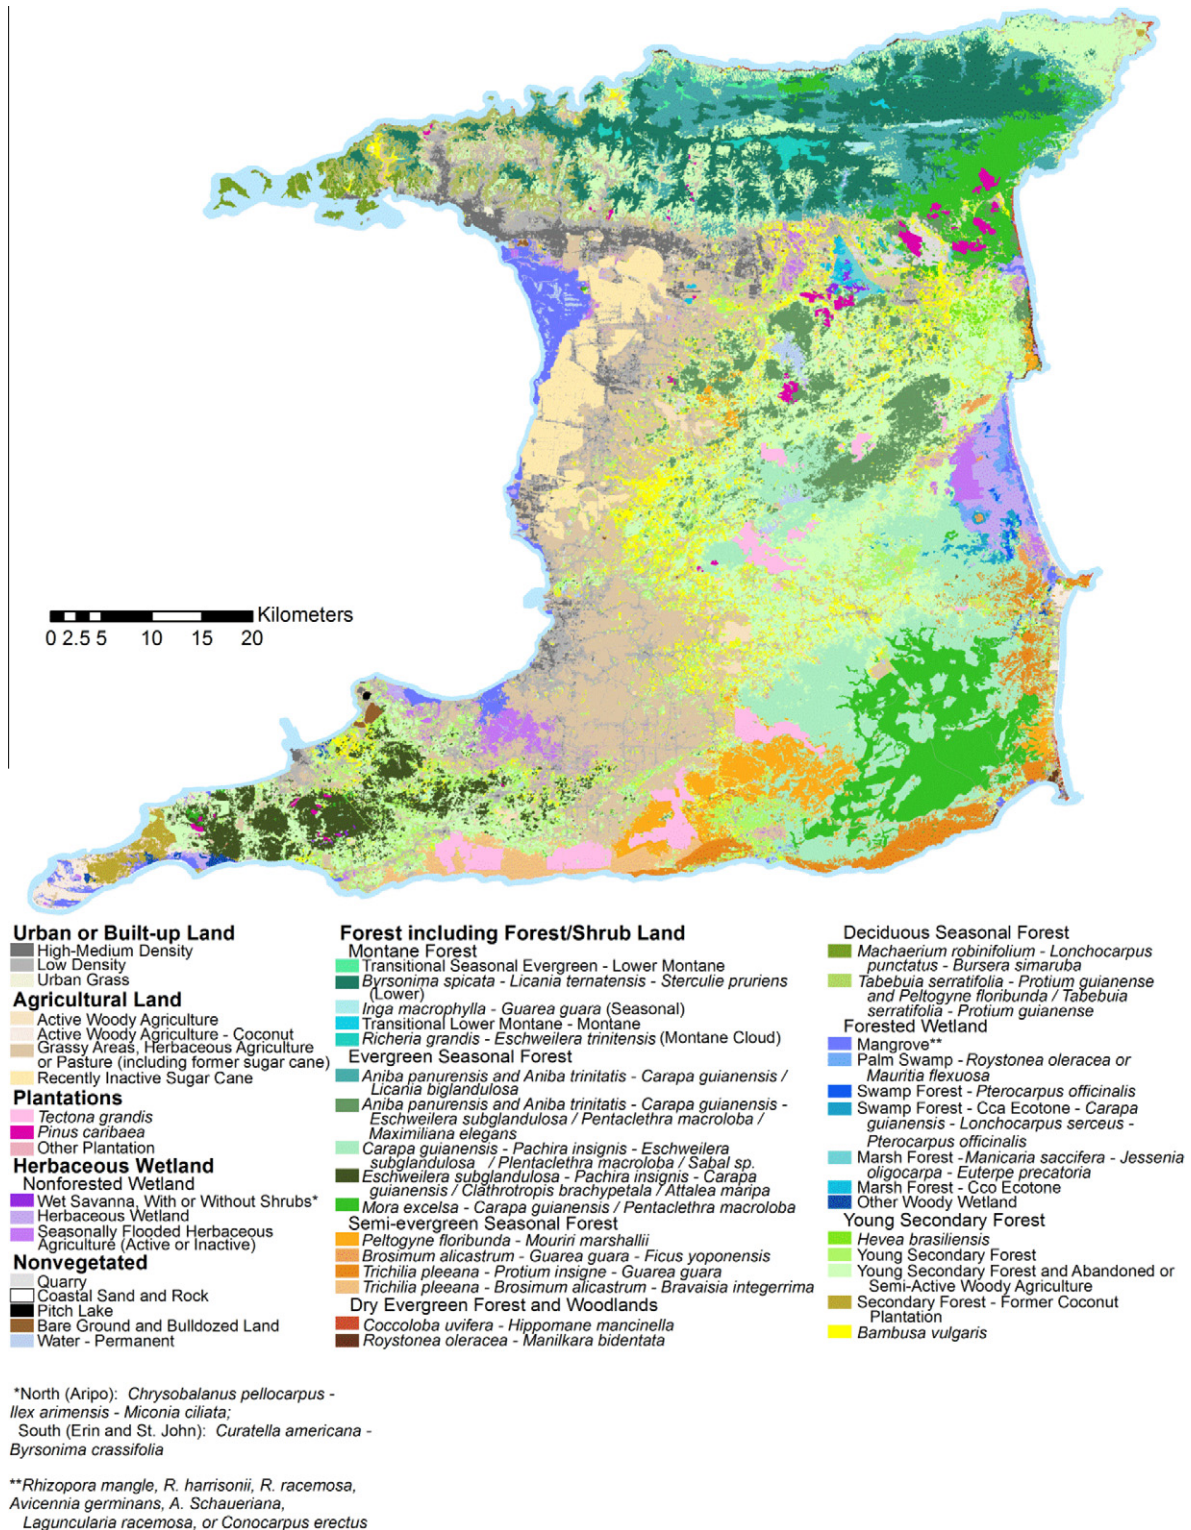 Kilometers
0 2.5 5 10 15 20
Urban or Built-up Land
High-Medium Density
Low Density
Urban Grass
Agricultural Land
Active Woody Agriculture
Active Woody Agriculture - Coconut
Grassy Areas, Herbaceous Agriculture
or Pasture (including former sugar cane)
Recently Inactive Sugar Cane
Plantations
Tectona grandis
Pinus caribaea
Other Plantation
Herbaceous Wetland
Nonforested Wetland
Wet Savanna, With or Without Shrubs*
Herbaceous Wetland
Seasonally Flooded Herbaceous
Agriculture (Active or Inactive)
Nonvegetated
Quarry
Coastal Sand and Rock
Pitch Lake
Bare Ground and Bulldozed Land
Water - Permanent
Forest including Forest/Shrub Land
Montane Forest
Transitional Seasonal Evergreen - Lower Montane
Byrsonima spicata - Licania ternatensis - Sterculie pruriens
(Lower)
Inga macrophylla - Guarea guara (Seasonal)
Transitional Lower Montane - Montane
Richeria grandis - Eschweilera trinitensis (Montane Cloud)
Evergreen Seasonal Forest
Aniba panurensis and Aniba trinitatis - Carapa guianensis /
Licania biglandulosa
Aniba panurensis and Aniba trinitatis - Carapa guianensis -
Eschweilera subglandulosa / Pentaclethra macroloba /
Maximiliana elegans
Carapa guianensis - Pachira insignis - Eschweilera
subglandulosa / Plentaclethra macroloba / Sabal sp.
Eschweilera subglandulosa - Pachira insignis - Carapa
guianensis / Clathrotropis brachypetala / Attalea maripa
Mora excelsa - Carapa guianensis / Pentaclethra macroloba
Semi-evergreen Seasonal Forest
Peltogyne floribunda - Mouriri marshallii
Brosimum alicastrum - Guarea guara - Ficus yoponensis
Trichilia pleeana - Protium insigne - Guarea guara
Trichilia pleeana - Brosimum alicastrum - Bravaisia integerrima
Dry Evergreen Forest and Woodlands
Coccoloba uvifera - Hippomane mancinella
Roystonea oleracea - Manilkara bidentata
Deciduous Seasonal Forest
Machaerium robinifolium - Lonchocarpus
punctatus - Bursera simaruba
Tabebuia serratifolia - Protium guianense
and Peltogyne floribunda / Tabebuia
serratifolia - Protium guianense
Forested Wetland
Mangrove**
Palm Swamp - Roystonea oleracea or
Mauritia flexuosa
Swamp Forest - Pterocarpus officinalis
Swamp Forest - Cca Ecotone - Carapa
guianensis - Lonchocarpus serceus -
Pterocarpus officinalis
Marsh Forest - Manicaria saccifera - Jessenia
oligocarpa - Euterpe precatoria
Marsh Forest - Cco Ecotone
Other Woody Wetland
Young Secondary Forest
Hevea brasiliensis
Young Secondary Forest
Young Secondary Forest and Abandoned or
Semi-Active Woody Agriculture
Secondary Forest - Former Coconut
Plantation
Bambusa vulgaris
*North (Aripo): Chrysobalanus pellocarpus -
Ilex arimensis - Miconia ciliata;
South (Erin and St. John): Curatella americana -
Byrsonima crassifolia
**Rhizopora mangle, R. harrisonii, R. racemosa,
Avicennia germinans, A. Schaueriana,
Laguncularia racemosa, or Conocarpus erectus